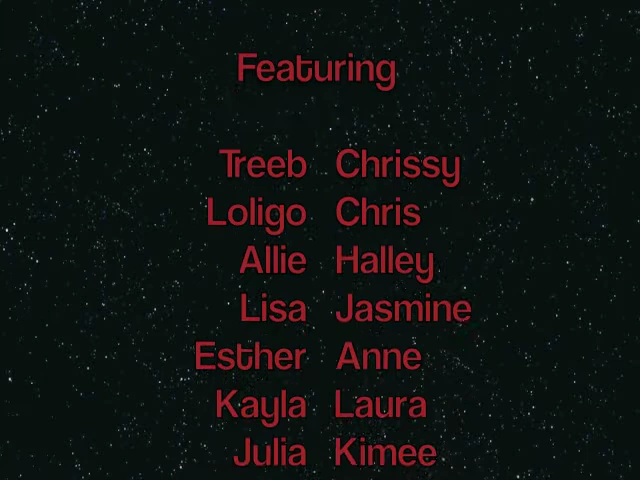 Featuring
Treeb Chrissy
Loligo Chris
Allie Halley
Lisa Jasmine
Esther Anne
Kayla Laura
Julia Kimee